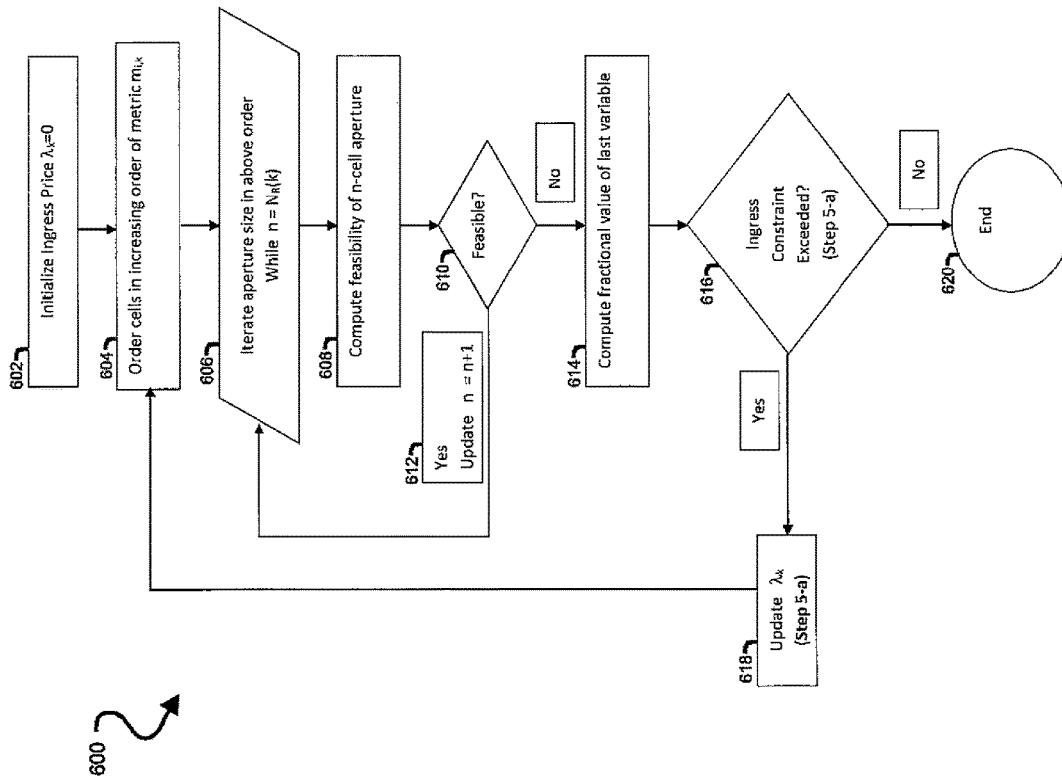 600
602
Initialize Ingress Price λₖ=0
604
Order cells in increasing order of metric mᵢ,ₖ
606
Iterate aperture size in above order
While n = N_R(k)
608
Compute feasibility of n-cell aperture
610
Feasible?
612
Yes
Update n = n+1
No
614
Compute fractional value of last variable
616
Ingress
Constraint
Exceeded?
(Step 5-a)
Yes
No
618
Update λₖ
(Step 5-a)
620
End